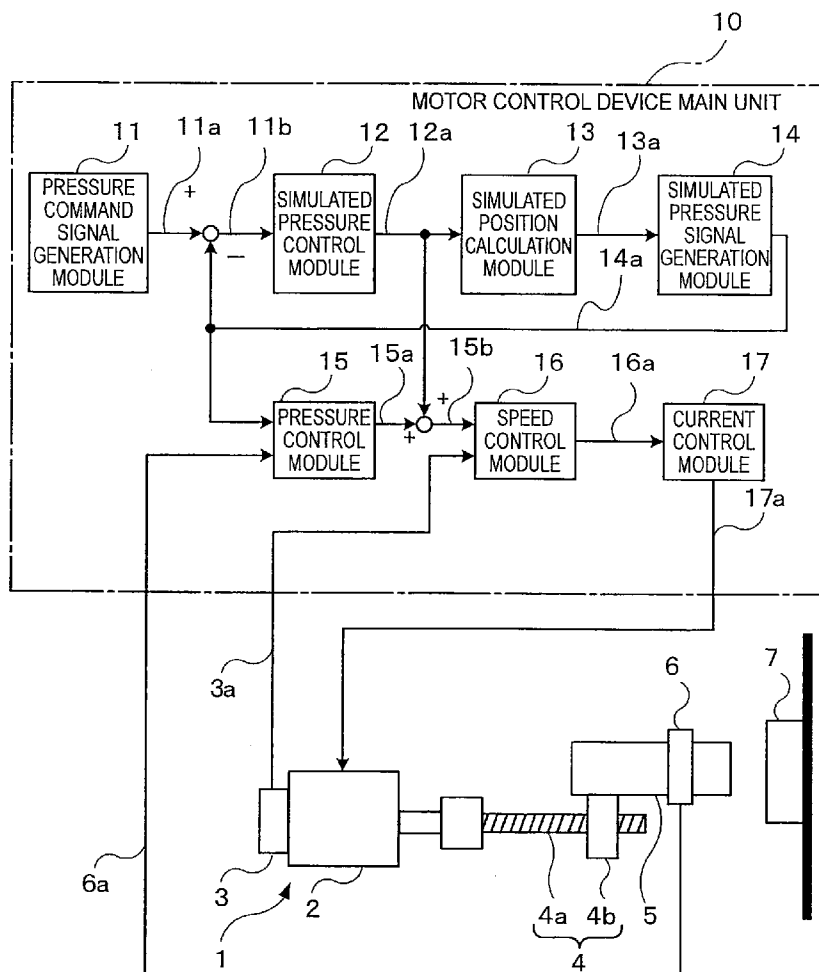 10
MOTOR CONTROL DEVICE MAIN UNIT
11
11a
11b
12
12a
13
13a
14
PRESSURE
COMMAND
SIGNAL
GENERATION
MODULE
+
−
SIMULATED
PRESSURE
CONTROL
MODULE
SIMULATED
POSITION
CALCULATION
MODULE
SIMULATED
PRESSURE
SIGNAL
GENERATION
MODULE
14a
15
15a
15b
16
16a
17
PRESSURE
CONTROL
MODULE
+
+
SPEED
CONTROL
MODULE
CURRENT
CONTROL
MODULE
17a
3a
6
7
6a
3
1
2
4a
4b
5
4